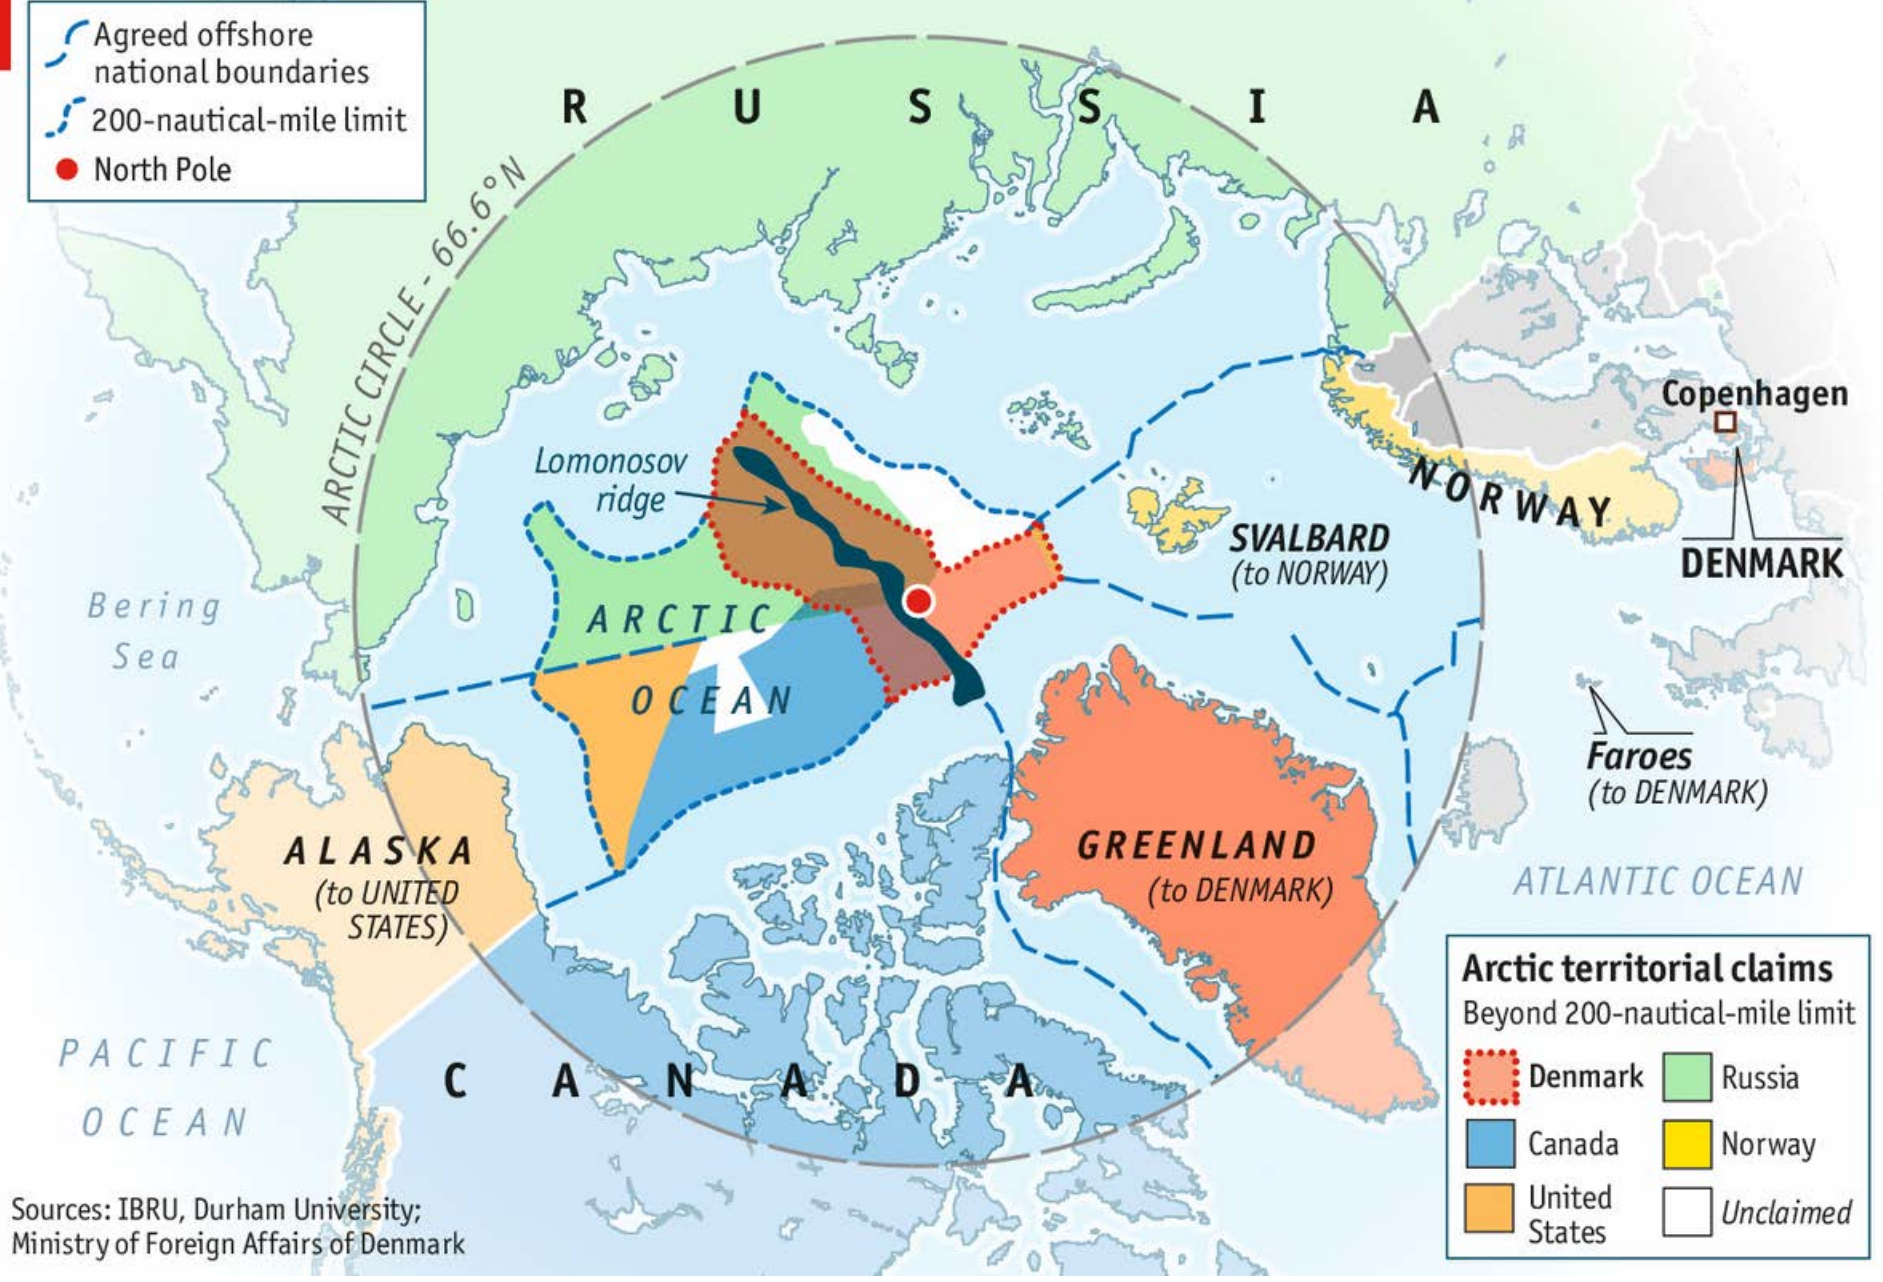 Agreed offshore
national boundaries
200-nautical-mile limit
North Pole
R U S S I A
ARCTIC CIRCLE - 66.6°N
Copenhagen
Lomonosov
ridge
NORWAY
SVALBARD
(to NORWAY)
DENMARK
Bering
Sea
ARCTIC
OCEAN
Faroes
(to DENMARK)
ALASKA
(to UNITED
STATES)
GREENLAND
(to DENMARK)
ATLANTIC OCEAN
PACIFIC
OCEAN
C A N A D A
Arctic territorial claims
Beyond 200-nautical-mile limit
Denmark
Russia
Canada
Norway
United
States
Unclaimed
Sources: IBRU, Durham University;
Ministry of Foreign Affairs of Denmark